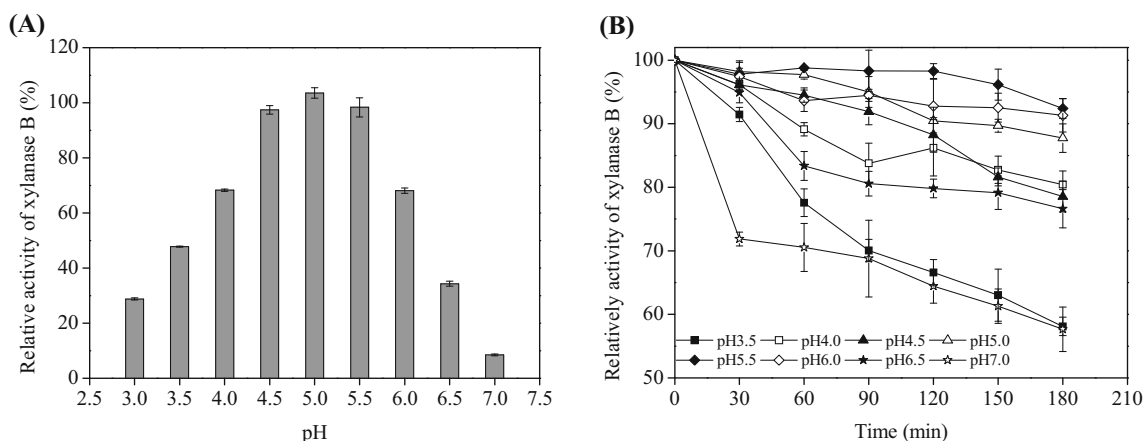 (A)
Relative activity of xylanase B (%)
120
100
80
60
40
20
0
2.5 3.0 3.5 4.0 4.5 5.0 5.5 6.0 6.5 7.0 7.5
pH
(B)
Relatively activity of xylanase B (%)
100
90
80
70
60
50
pH3.5 pH4.0 pH4.5 pH5.0
pH5.5 pH6.0 pH6.5 pH7.0
0 30 60 90 120 150 180 210
Time (min)